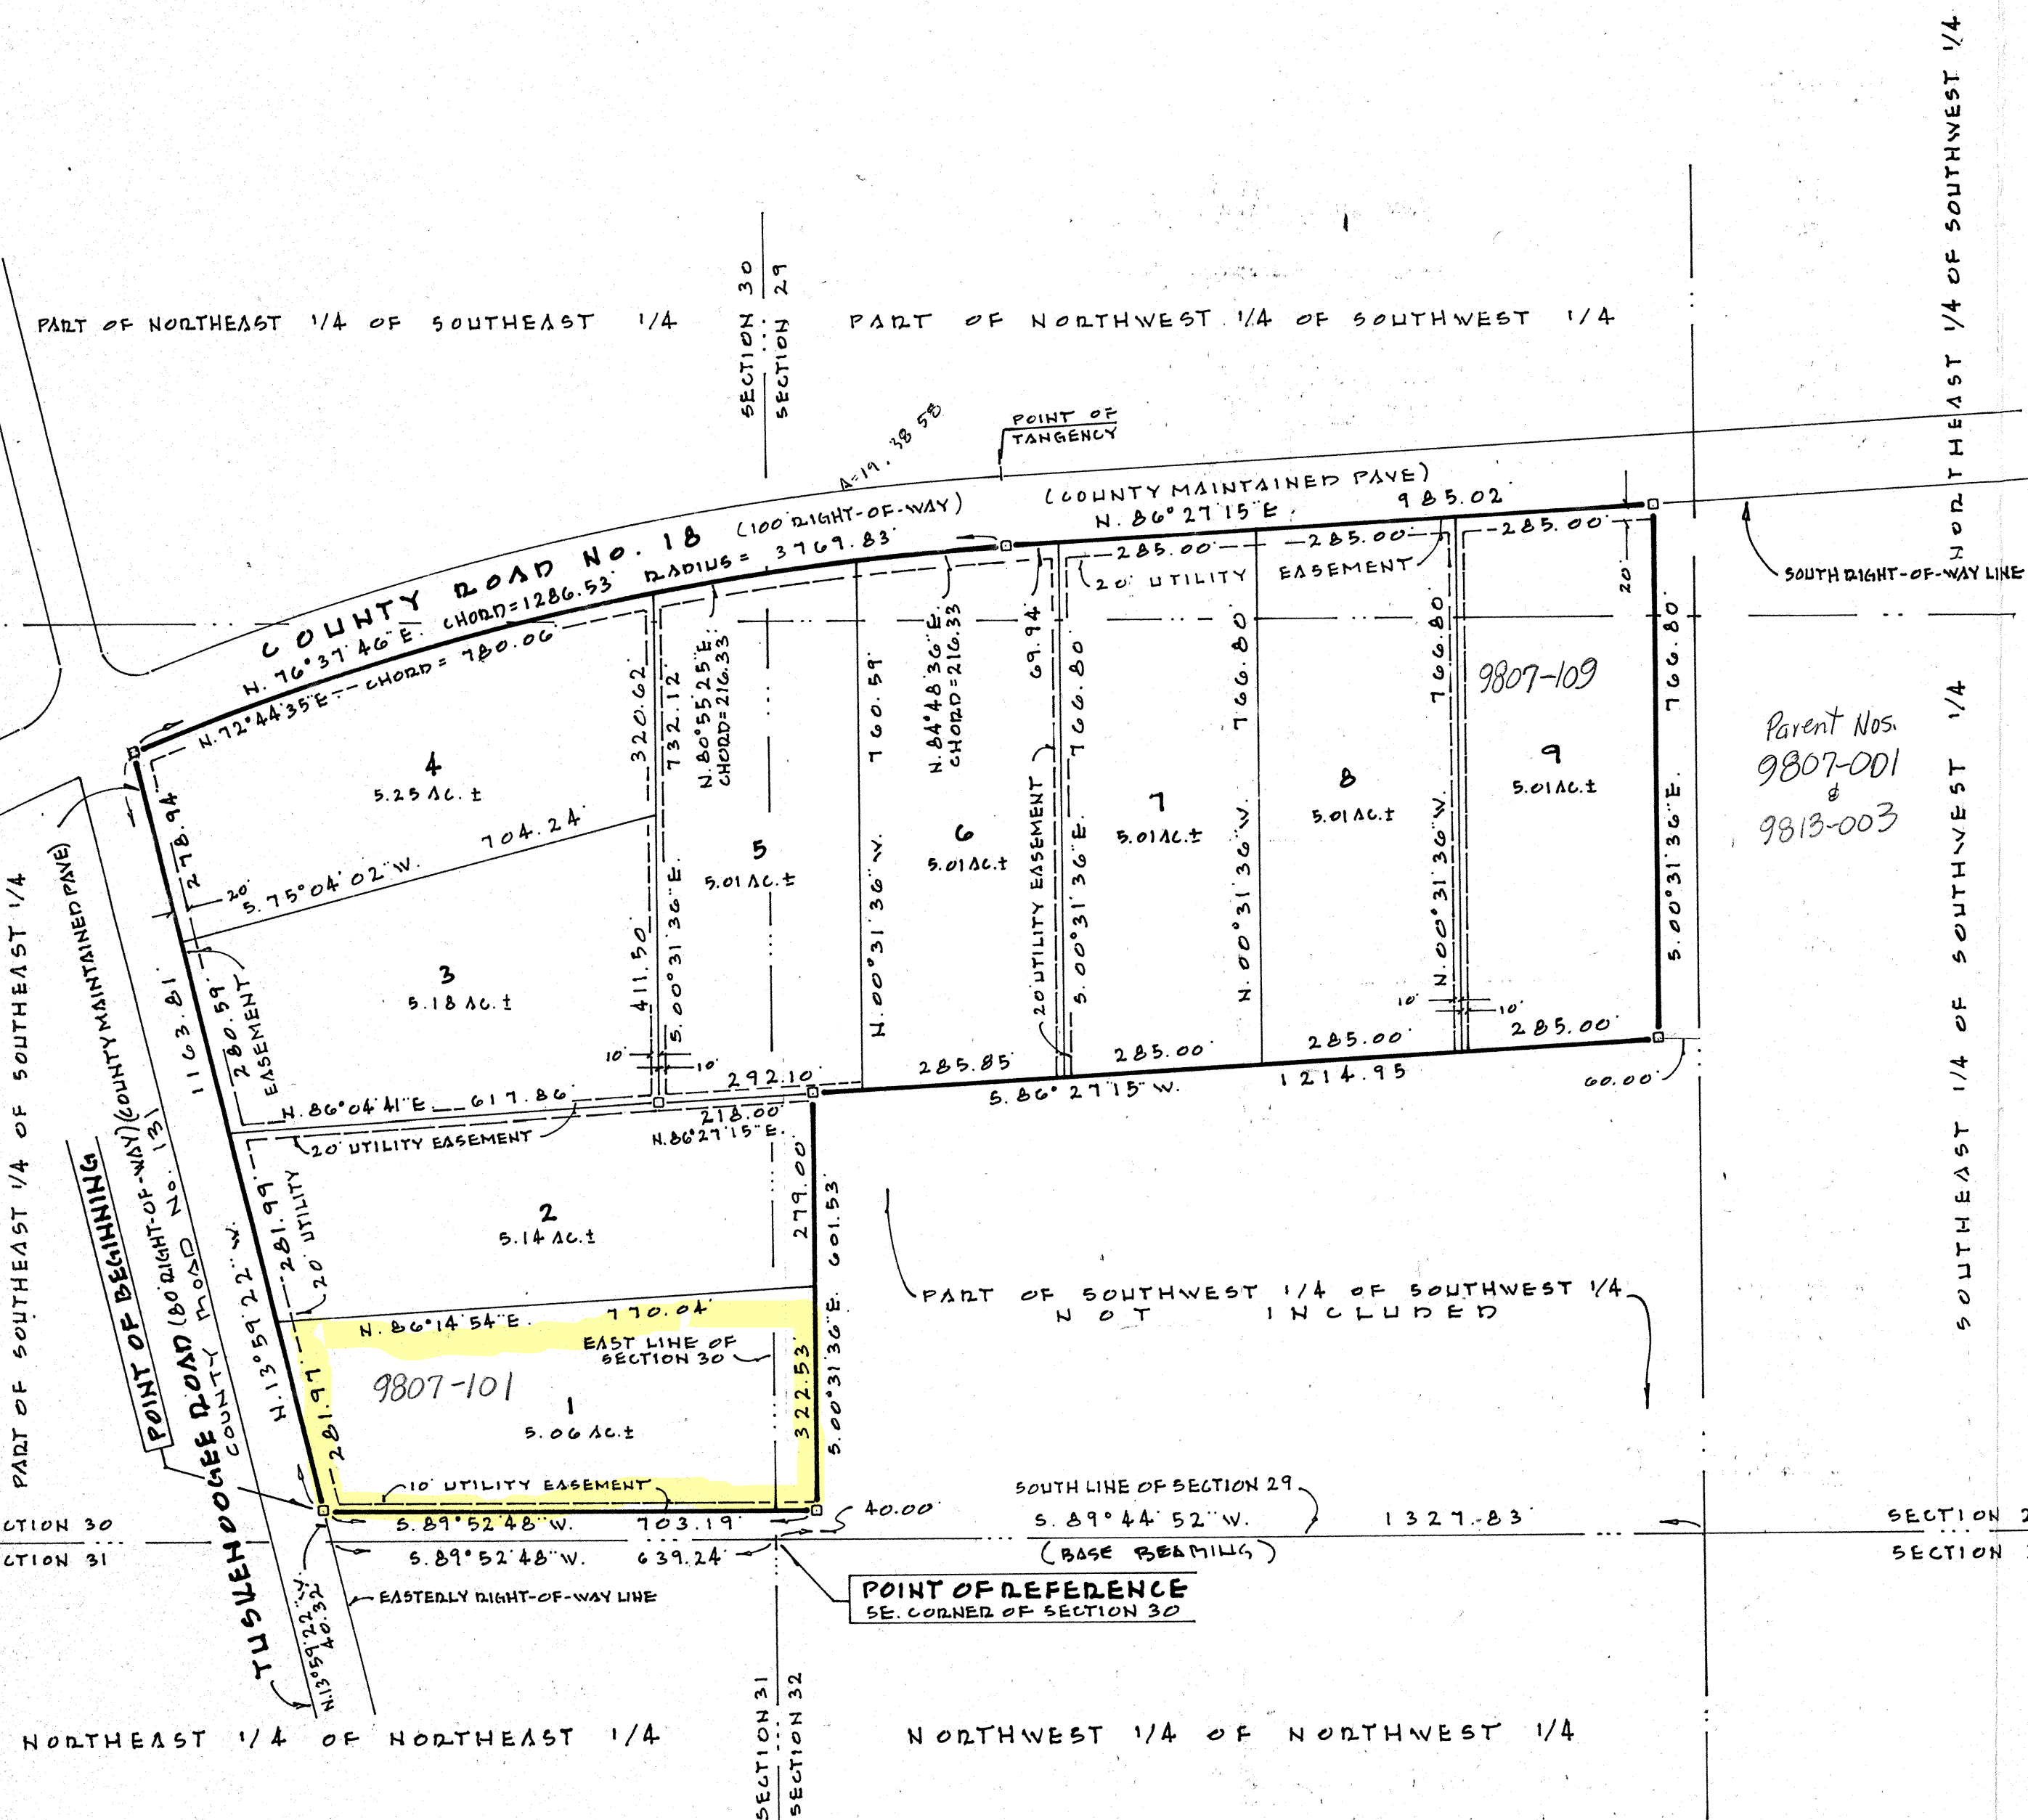 SOUTHEAST 1/4 OF SOUTHWEST 1/4
NORTHEAST 1/4 OF SOUTHWEST 1/4
PART OF NORTHEAST 1/4 OF SOUTHEAST 1/4
SECTION 30
SECTION 29
PART OF NORTHWEST 1/4 OF SOUTHWEST 1/4
Δ=19.38 58
POINT OF
TANGENCY
COUNTY ROAD No. 18 (100' RIGHT-OF-WAY)
(COUNTY MAINTAINED PAVE)
N. 76°37'46"E. CHORD=1286.53' RADIUS = 3769.83'
N. 86°27'15"E. 985.02'
N. 72°44'35"E. CHORD= 780.06'
SOUTH RIGHT-OF-WAY LINE
285.00'
285.00'
285.00'
20' UTILITY EASEMENT
20'
4
5.25 AC.±
278.94
320.62'
732.12'
N. 80°55'25"E.
CHORD=216.33
760.59'
N. 84°48'36"E.
CHORD=216.33
69.94'
766.80'
766.80'
766.80'
766.80'
9807-109
Parent Nos.
9807-001
&
9813-003
S. 75°04'02"W. 704.24'
20'
5
5.01 AC.±
6
5.01 AC.±
7
5.01 AC.±
8
5.01 AC.±
9
5.01 AC.±
20' UTILITY EASEMENT
S. 00°31'36"E.
N. 00°31'36"W.
S. 00°31'36"E.
N. 00°31'36"W.
N. 00°31'36"W.
S. 00°31'36"E.
3
5.18 AC.±
280.59'
EASEMENT
411.50'
1163.81'
10'
10'
10'
10'
N. 86°04'41"E. 617.86'
292.10'
285.85'
285.00'
285.00'
285.00'
218.00'
N. 86°27'15"E.
S. 86°27'15"W. 1214.95
60.00'
20' UTILITY EASEMENT
20' UTILITY
281.99'
2
5.14 AC.±
279.00
S. 00°31'36"E. 601.53
PART OF SOUTHEAST 1/4 OF SOUTHEAST 1/4
POINT OF BEGINNING
TUSLEHOOGEE ROAD (80' RIGHT-OF-WAY) (COUNTY MAINTAINED PAVE)
COUNTY ROAD No. 131
N. 13°59'22"W.
N. 86°14'54"E. 770.04'
EAST LINE OF
SECTION 30
PART OF SOUTHWEST 1/4 OF SOUTHWEST 1/4
NOT INCLUDED
9807-101
1
5.06 AC.±
281.97'
322.53'
10' UTILITY EASEMENT
S. 89°52'48"W. 703.19'
40.00'
SOUTH LINE OF SECTION 29
S. 89°44'52"W. 1327.83'
(BASE BEARING)
CTION 30
CTION 31
SECTION 2
SECTION
S. 89°52'48"W. 639.24'
POINT OF REFERENCE
SE. CORNER OF SECTION 30
EASTERLY RIGHT-OF-WAY LINE
N. 13°59'22"W.
40.32'
SECTION 31
SECTION 32
NORTHEAST 1/4 OF NORTHEAST 1/4
NORTHWEST 1/4 OF NORTHWEST 1/4